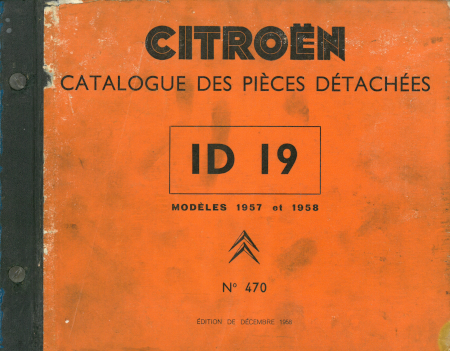 CITROËN
CATALOGUE DES PIÈCES DÉTACHÉES
ID 19
MODÈLES 1957 et 1958
N° 470
ÉDITION DE DÉCEMBRE